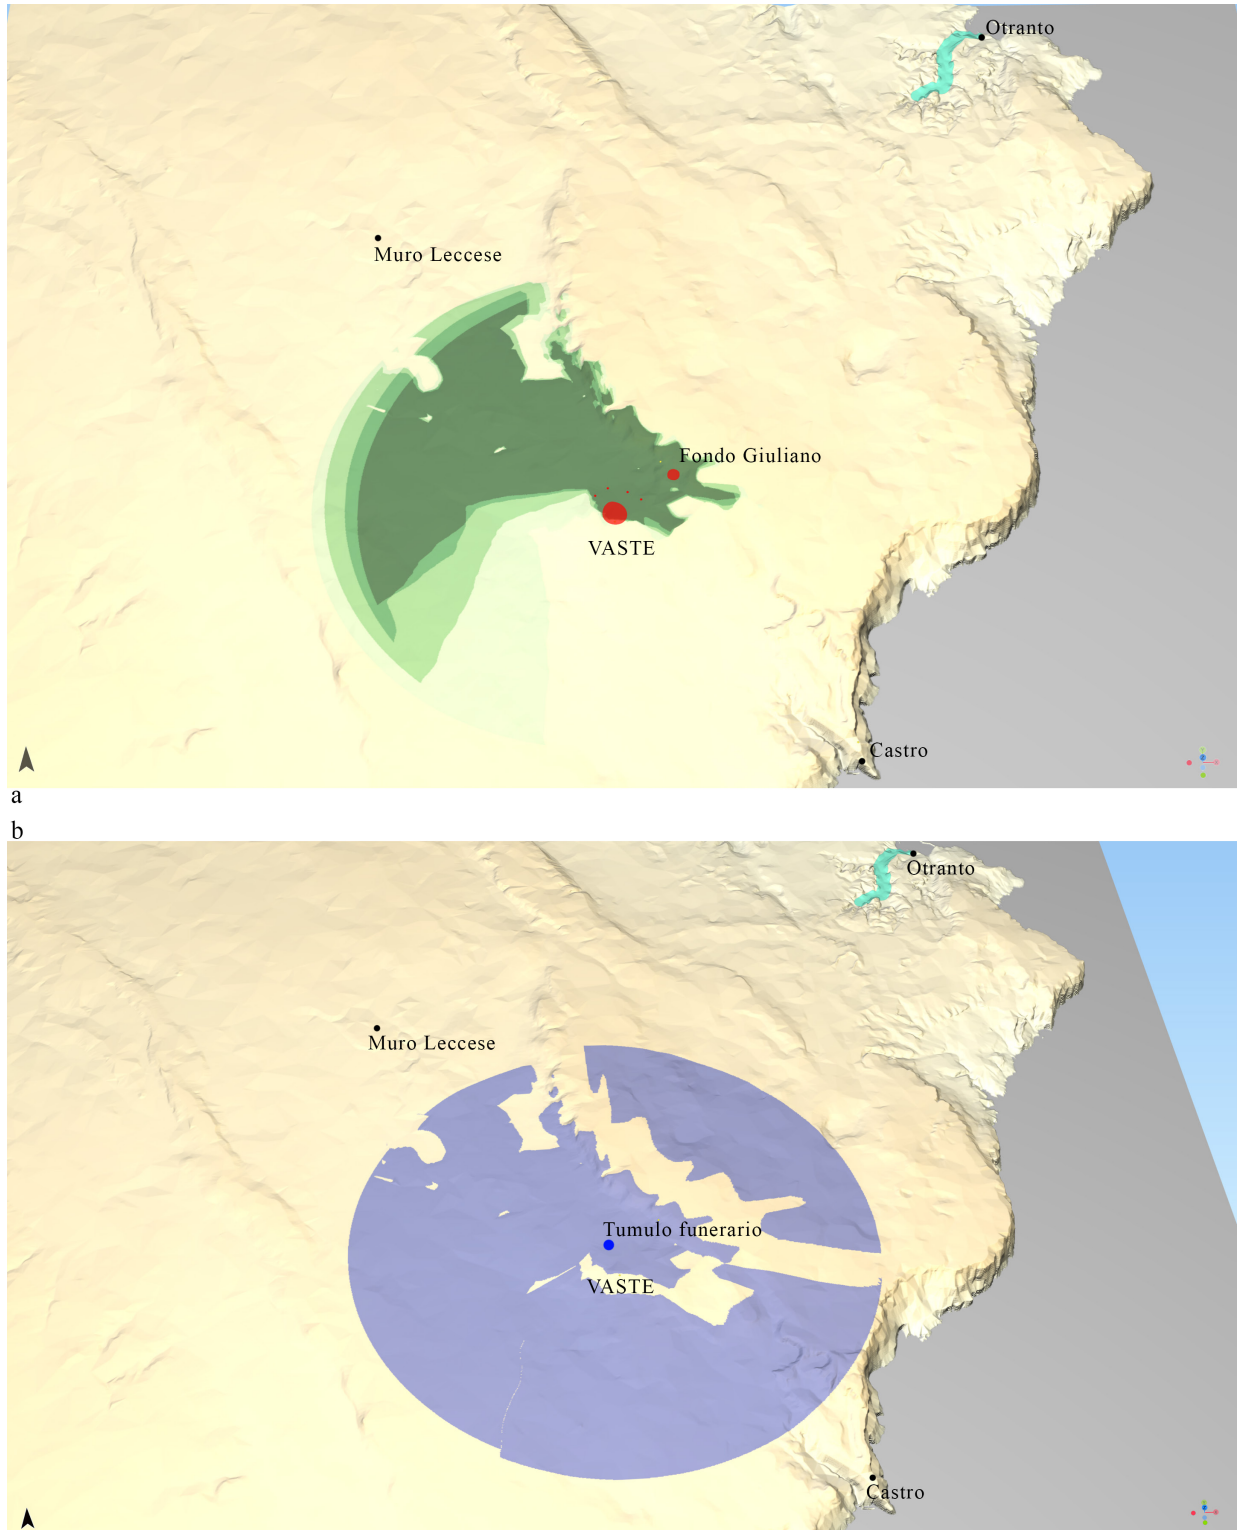 Otranto
Muro Leccese
Fondo Giuliano
VASTE
Castro
a
b
Otranto
Muro Leccese
Tumulo funerario
VASTE
Castro